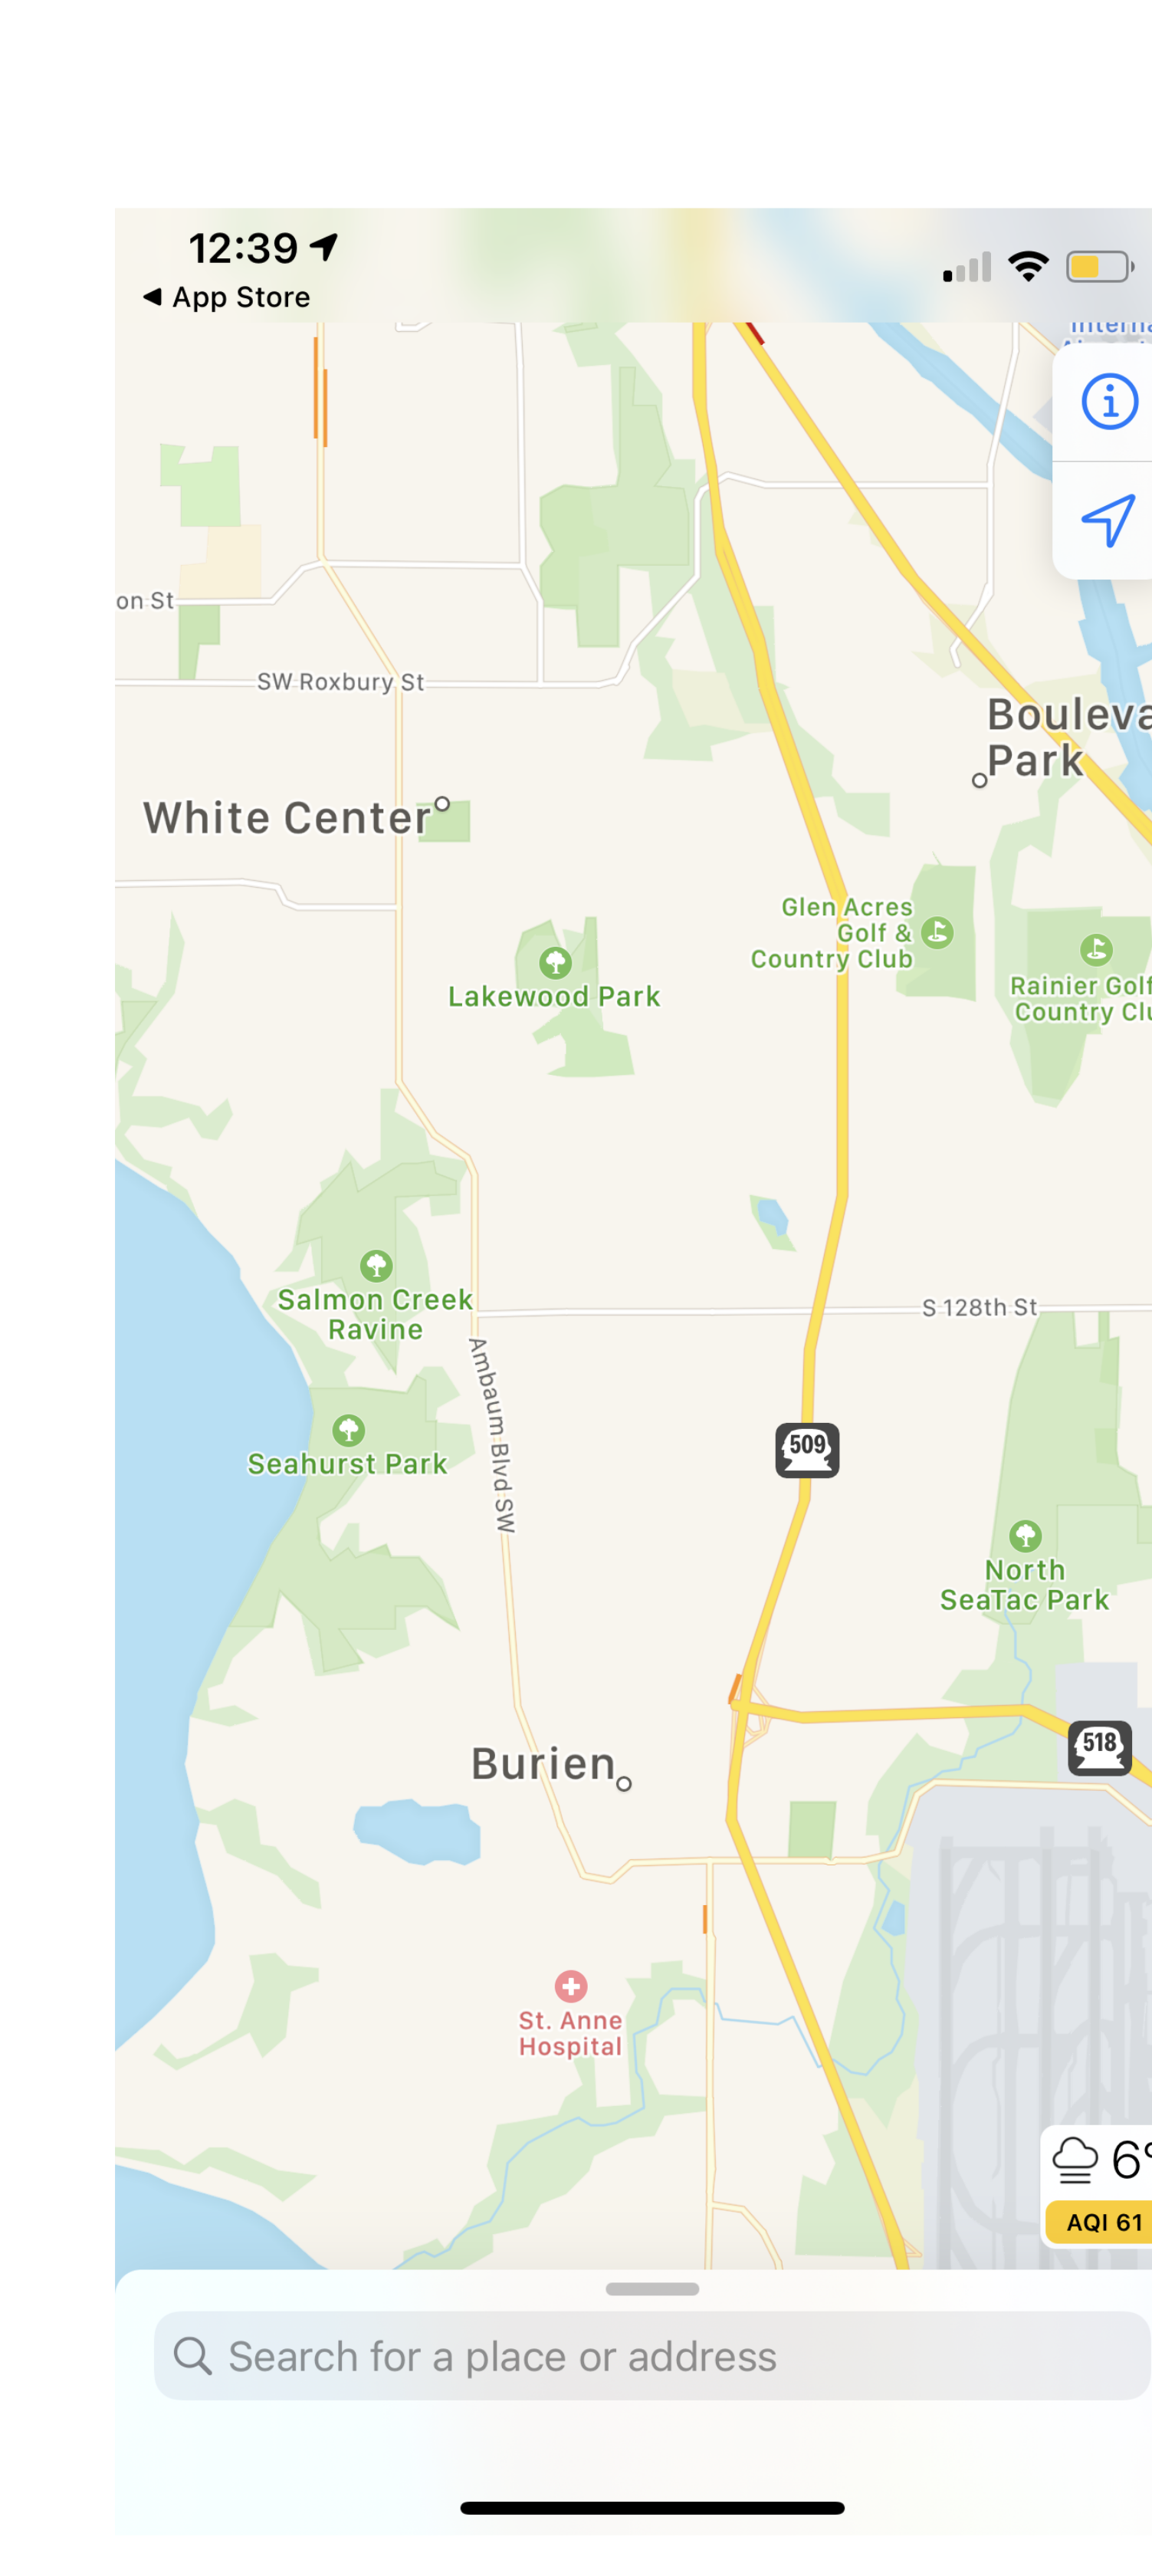 12:39
App Store
on St
SW Roxbury St
Park
White Center
Glen Acres
Golf &
Country Club
Rainier Golf
Country
Lakewood Park
Salmon Creek
Ravine
S 128th St
Ambaum Blvd SW
509
Seahurst Park
North
SeaTac Park
518
Burien
St. Anne
Hospital
6°
AQI 61
Search for a place or address